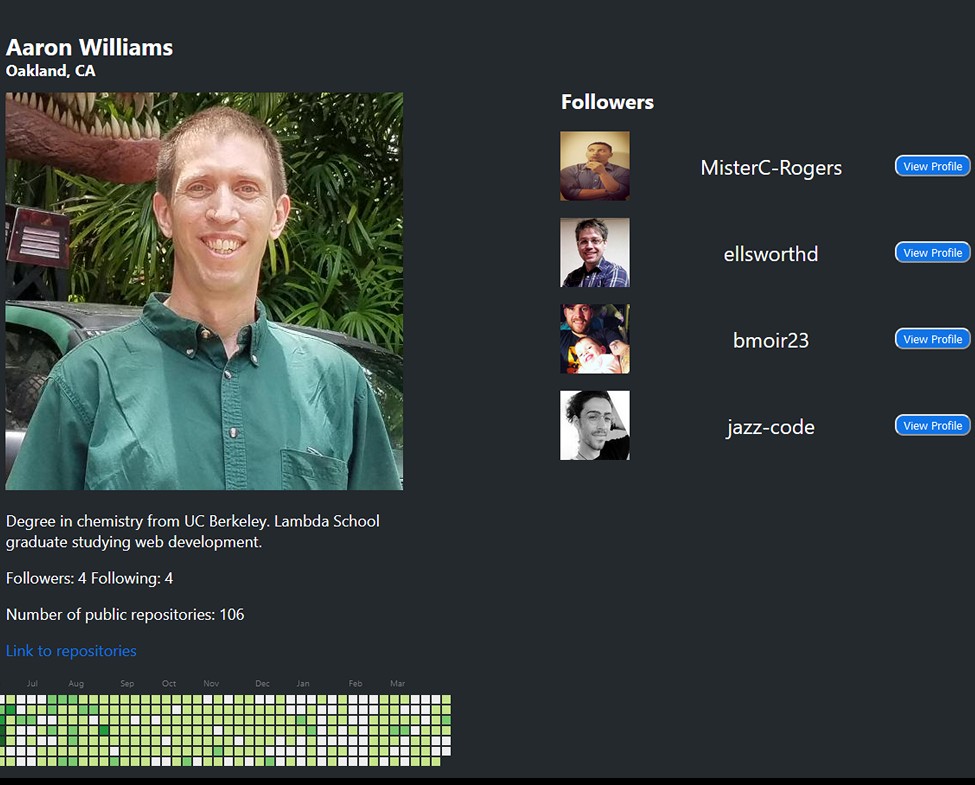 Aaron Williams
Oakland, CA
Degree in chemistry from UC Berkeley. Lambda School
graduate studying web development.
Followers: 4 Following: 4
Number of public repositories: 106
Link to repositories
Jul Aug Sep Oct Nov Dec Jan Feb Mar
Followers
MisterC-Rogers View Profile
ellsworthd View Profile
bmoir23 View Profile
jazz-code View Profile